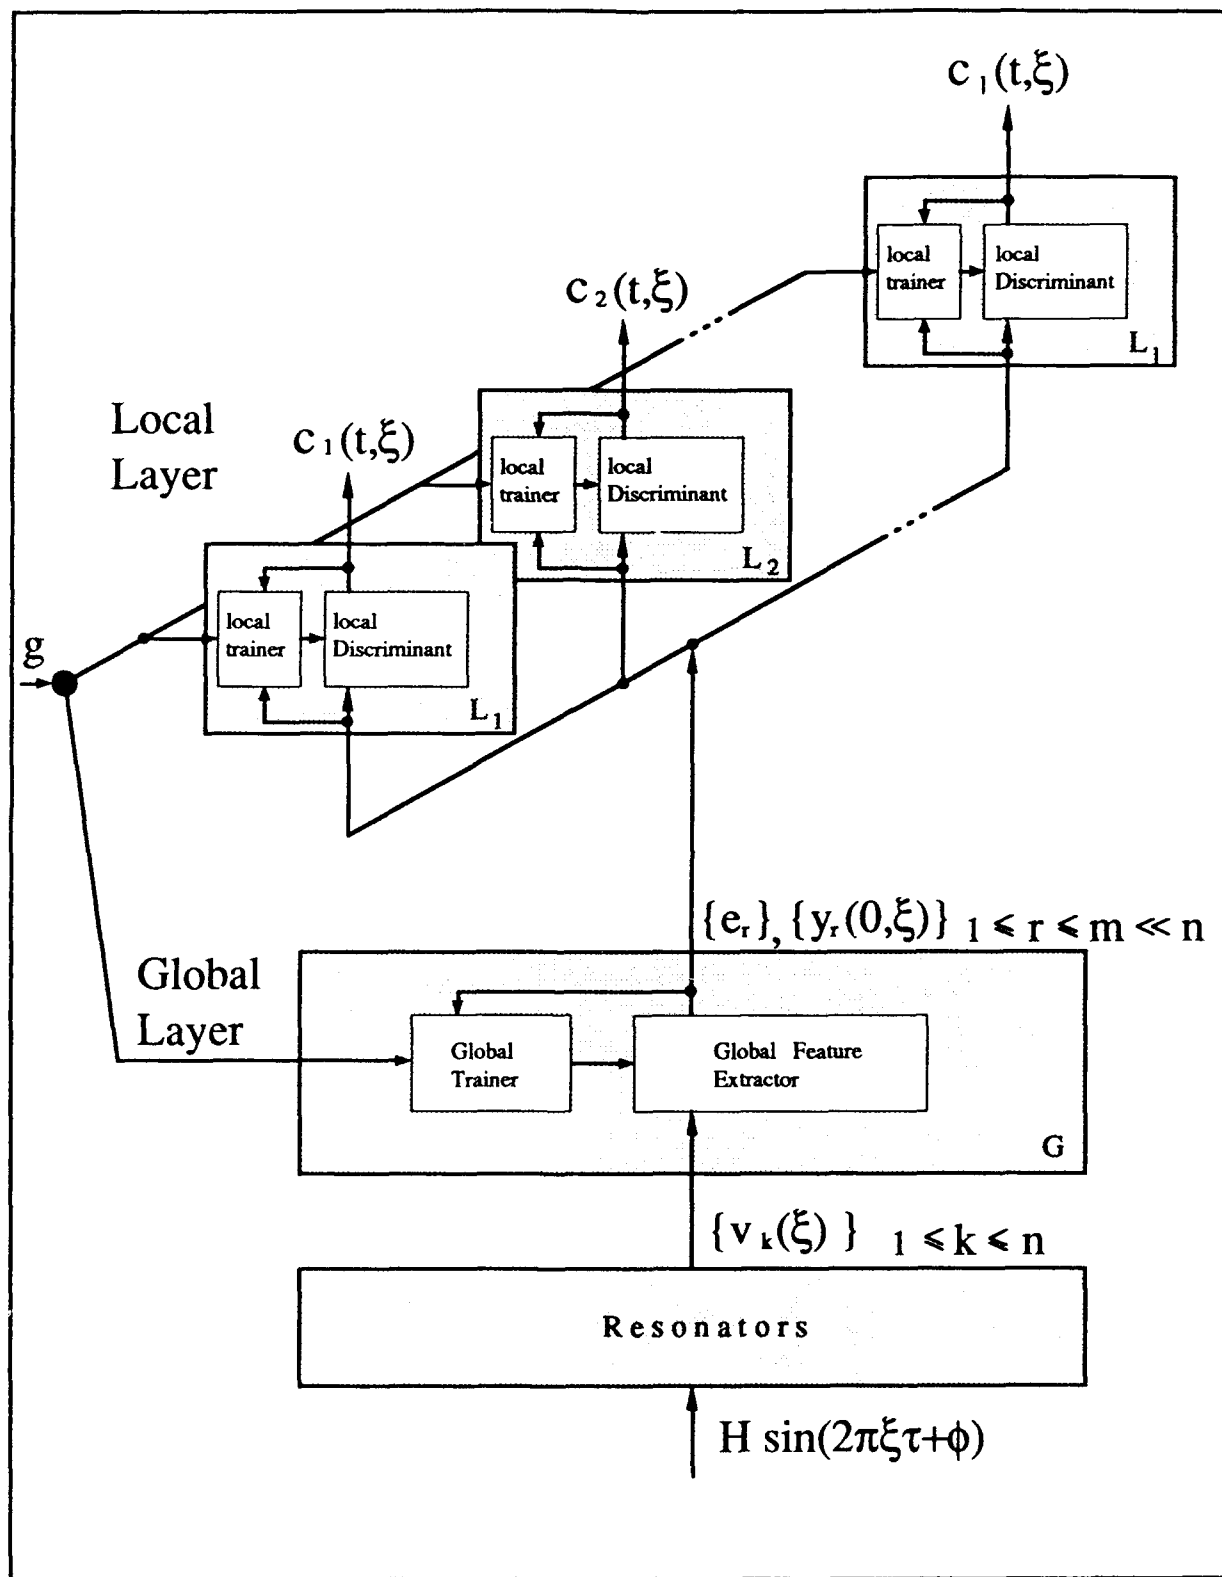 c₁(t,ξ)
local
trainer
local
Discriminant
L₁
c₂(t,ξ)
local
trainer
local
Discriminant
L₂
Local
Layer
c₁(t,ξ)
local
trainer
local
Discriminant
L₁
g
{eᵣ}, {yᵣ(0,ξ)} 1 ⩽ r ⩽ m ≪ n
Global
Layer
Global
Trainer
Global Feature
Extractor
G
{vₖ(ξ) } 1 ⩽ k ⩽ n
Resonators
H sin(2πξτ+ϕ)